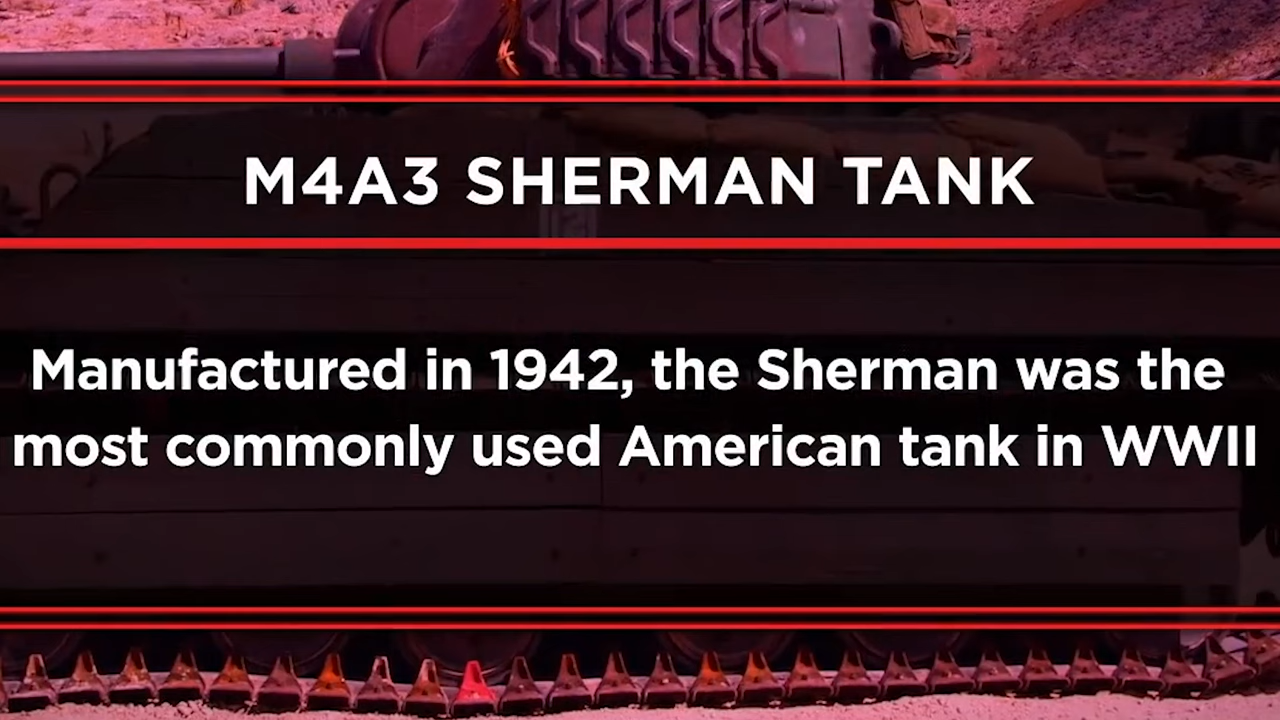 M4A3 SHERMAN TANK
Manufactured in 1942, the Sherman was the
most commonly used American tank in WWII